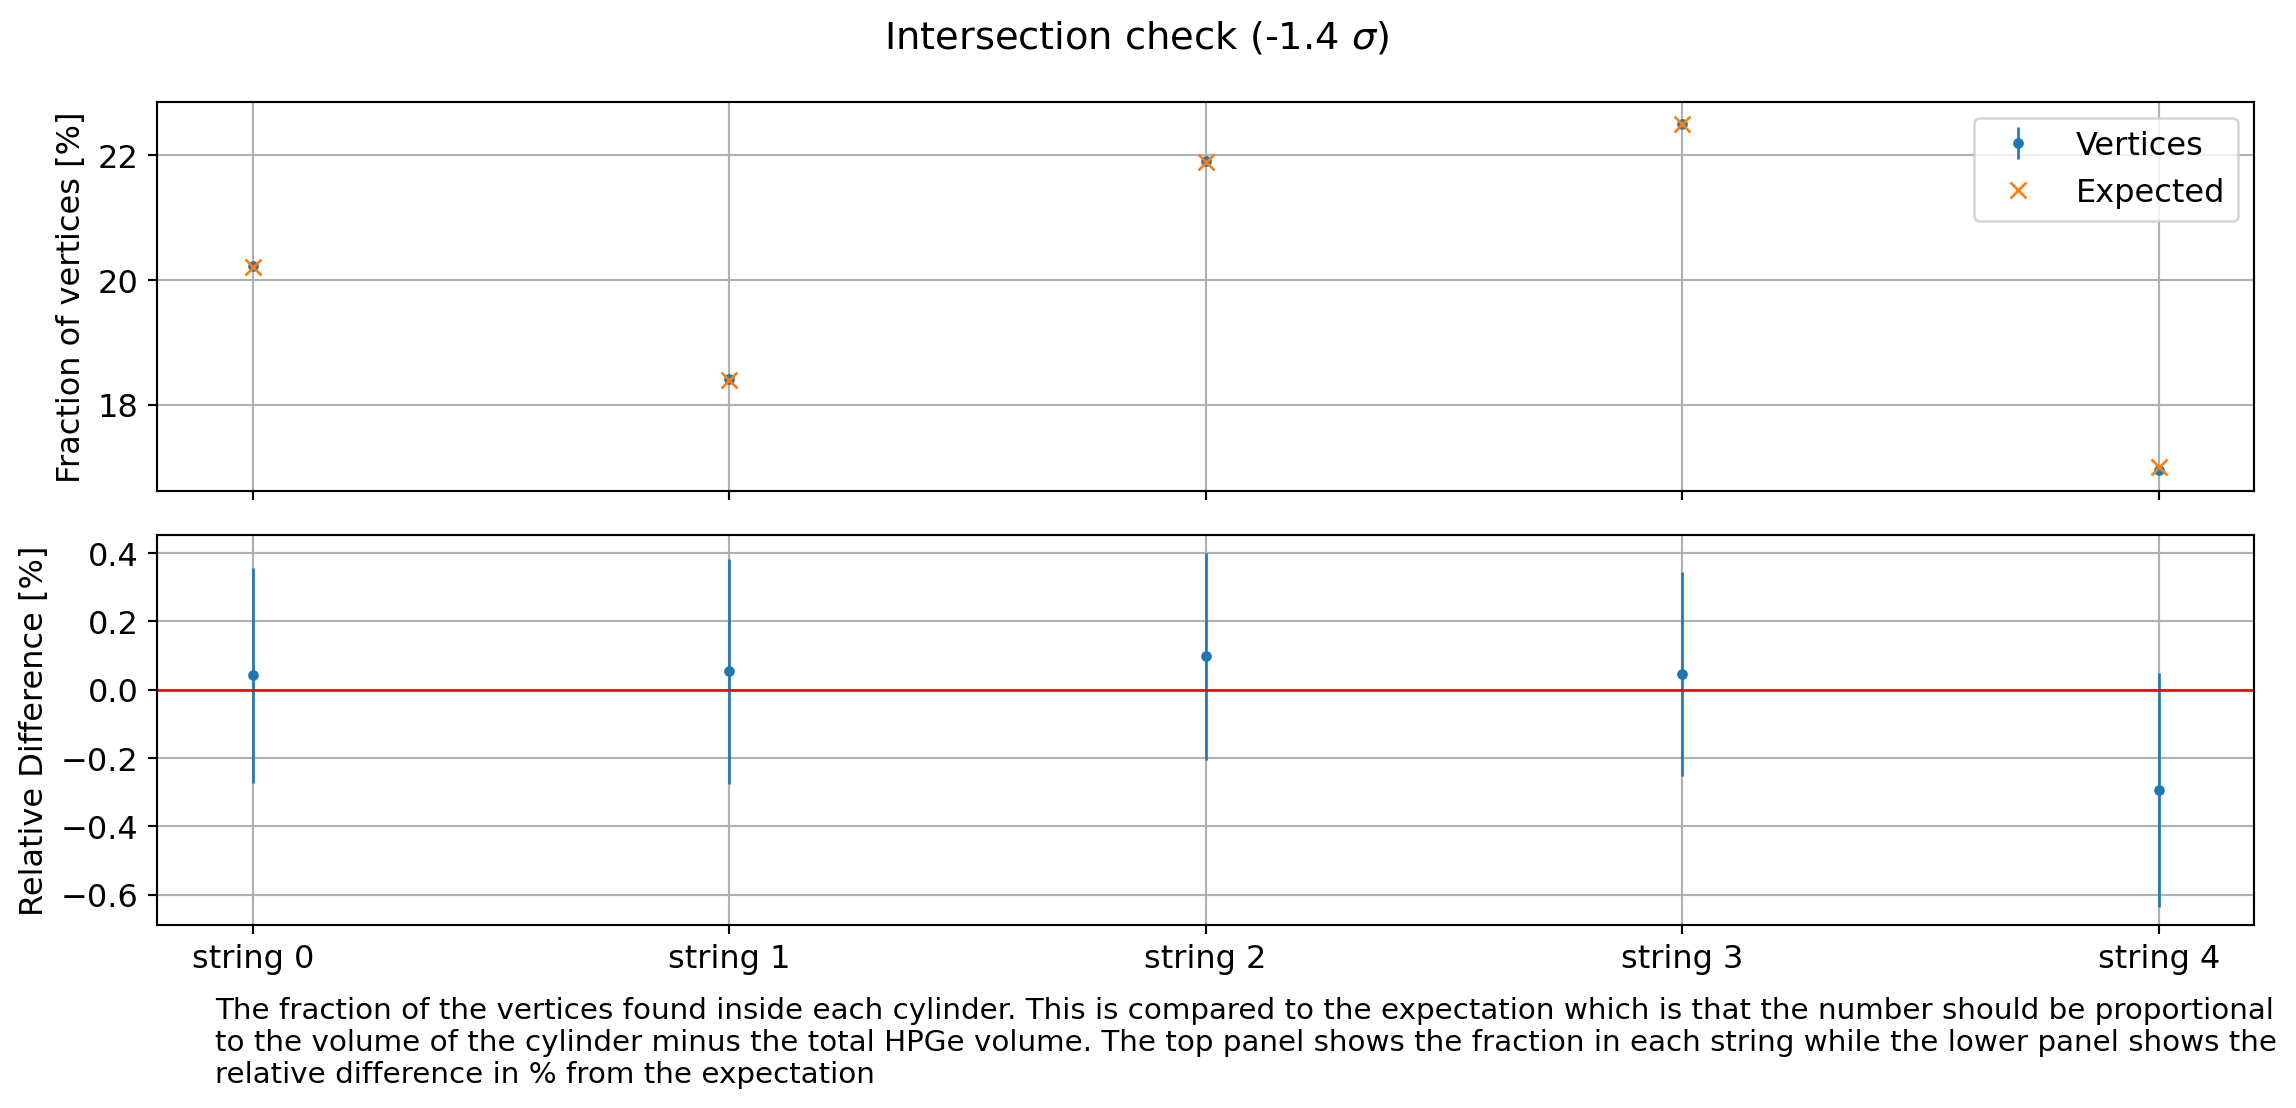 Intersection check (-1.4 σ)
Fraction of vertices [%]
22
20
18
Vertices
Expected
Relative Difference [%]
0.4
0.2
0.0
−0.2
−0.4
−0.6
string 0
string 1
string 2
string 3
string 4
The fraction of the vertices found inside each cylinder. This is compared to the expectation which is that the number should be proportional
to the volume of the cylinder minus the total HPGe volume. The top panel shows the fraction in each string while the lower panel shows the
relative difference in % from the expectation